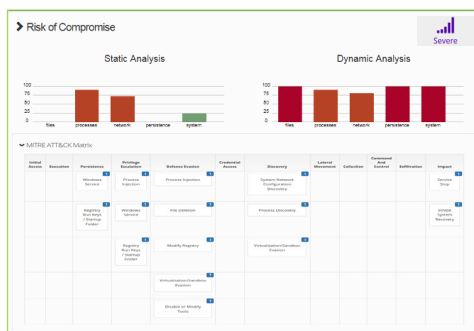 Risk of Compromise
Severe
Static Analysis
Dynamic Analysis
100
75
50
25
0
files processes network persistence system
100
75
50
25
0
files processes network persistence system
MITRE ATT&CK Matrix
Initial Access
Execution
Persistence
Privilege Escalation
Defense Evasion
Credential Access
Discovery
Lateral Movement
Collection
Command And Control
Exfiltration
Impact
Windows Service
Process Injection
Process Injection
System Network Configuration Discovery
Service Stop
Registry Run Keys / Startup Folder
Windows Service
File Deletion
Process Discovery
Inhibit System Recovery
Registry Run Keys / Startup Folder
Modify Registry
Virtualization/Sandbox Evasion
Virtualization/Sandbox Evasion
Disable or Modify Tools